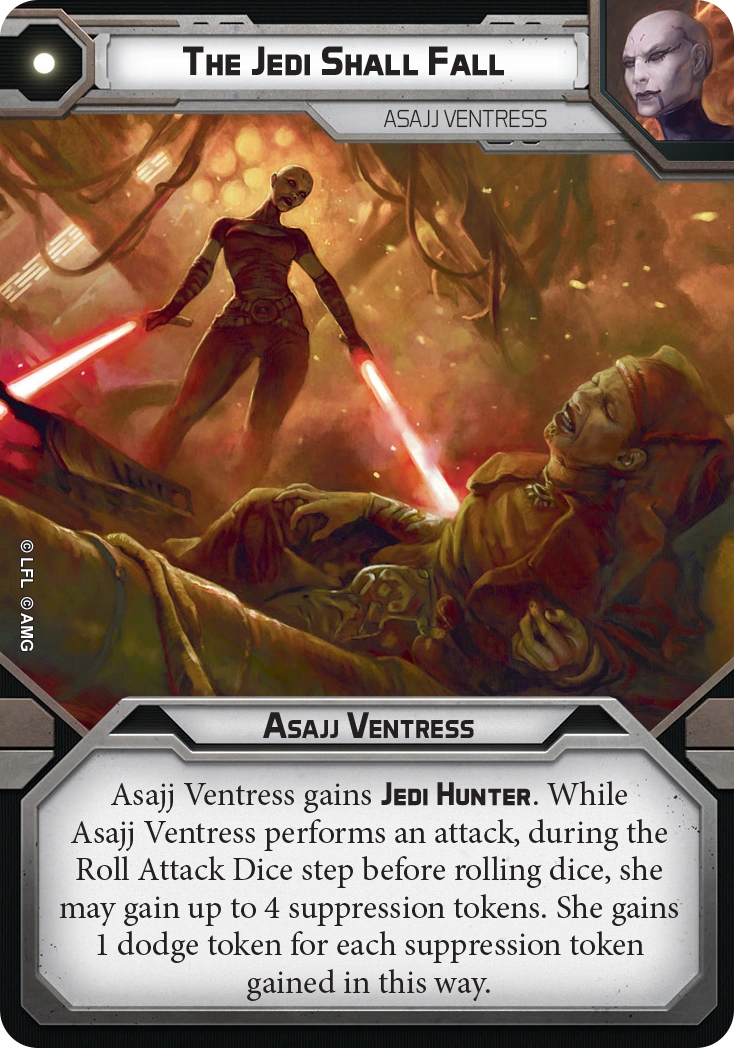 The Jedi Shall Fall
ASAJJ VENTRESS
© LFL © AMG
Asajj Ventress
Asajj Ventress gains Jedi Hunter. While
Asajj Ventress performs an attack, during the
Roll Attack Dice step before rolling dice, she
may gain up to 4 suppression tokens. She gains
1 dodge token for each suppression token
gained in this way.